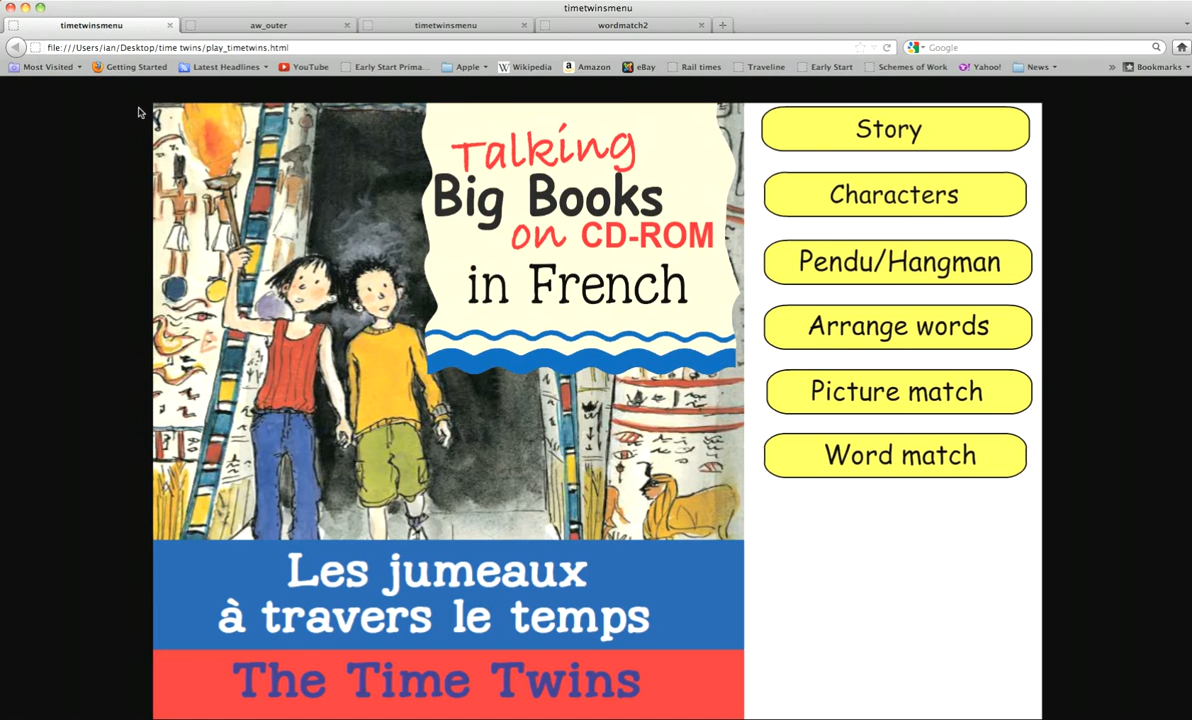 timetwinsmenu
timetwinsmenu
aw_outer
timetwinsmenu
wordmatch2
file:///Users/ian/Desktop/time twins/play_timetwins.html
Google
Most Visited
Getting Started
Latest Headlines
YouTube
Early Start Prima...
Apple
Wikipedia
Amazon
eBay
Rail times
Traveline
Early Start
Schemes of Work
Yahoo!
News
»
Bookmarks
Talking
Big Books
on CD-ROM
in French
Les jumeaux
à travers le temps
The Time Twins
Story
Characters
Pendu/Hangman
Arrange words
Picture match
Word match